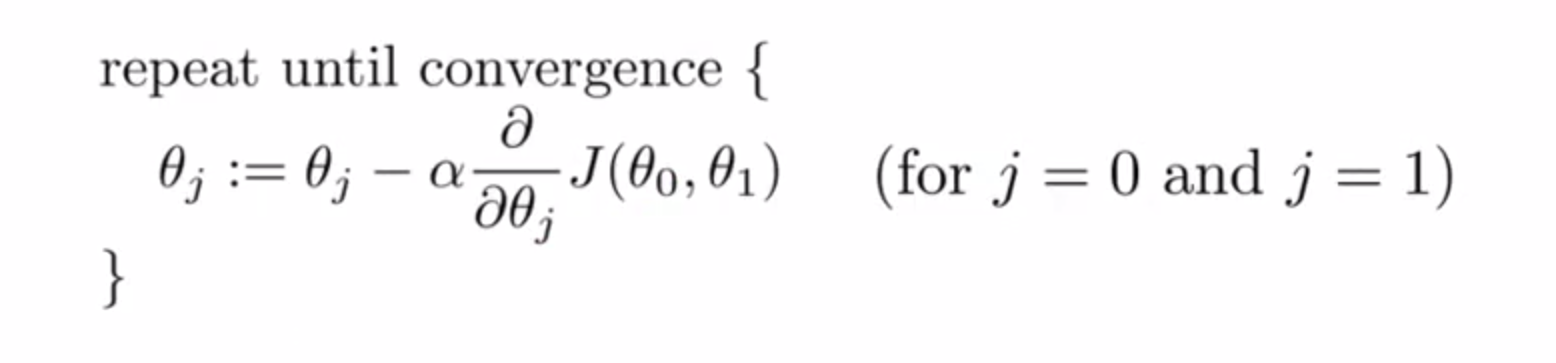 repeat until convergence {
θ_j := θ_j − α ∂/∂θ_j J(θ_0, θ_1) (for j = 0 and j = 1)
}